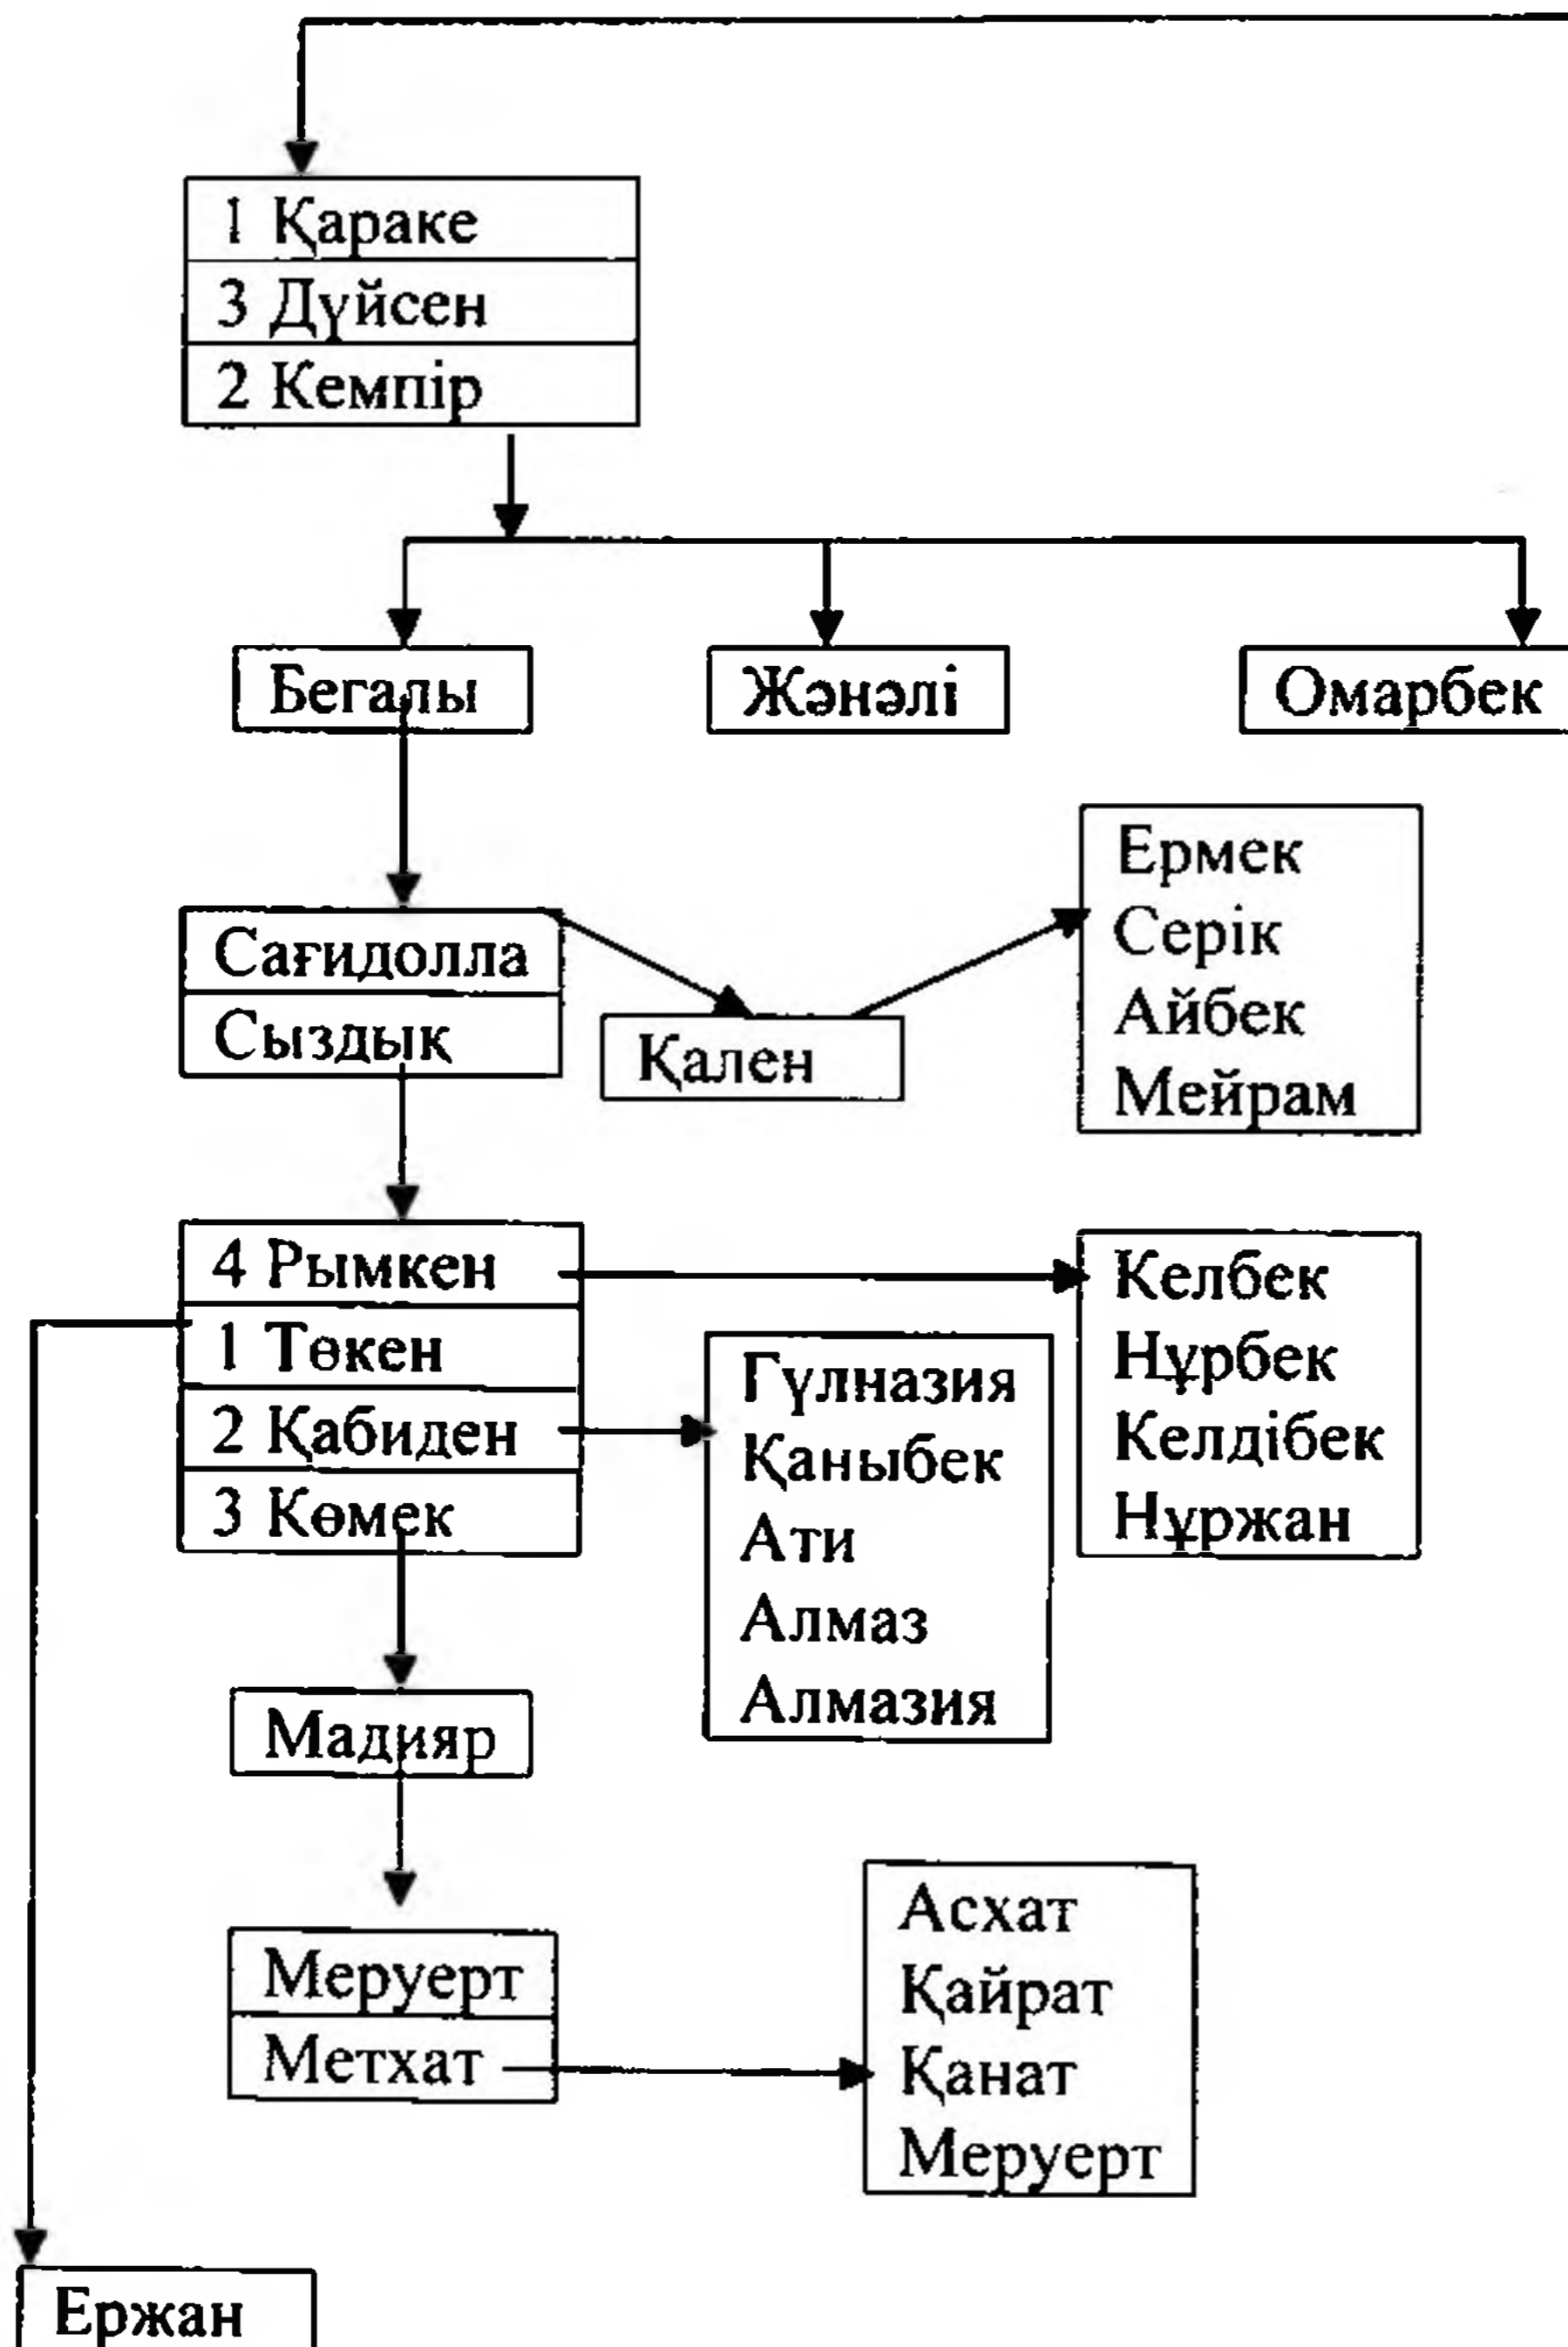 1 Қараке
3 Дүйсен
2 Кемпір
Бегалы
Жәнәлі
Омарбек
Сағидолла
Сыздық
Қален
Ермек
Серік
Айбек
Мейрам
4 Рымкен
1 Төкен
2 Қабиден
3 Көмек
Гүлназия
Қаныбек
Ати
Алмаз
Алмазия
Келбек
Нұрбек
Келдібек
Нұржан
Мадияр
Меруерт
Метхат
Асхат
Қайрат
Қанат
Меруерт
Ержан